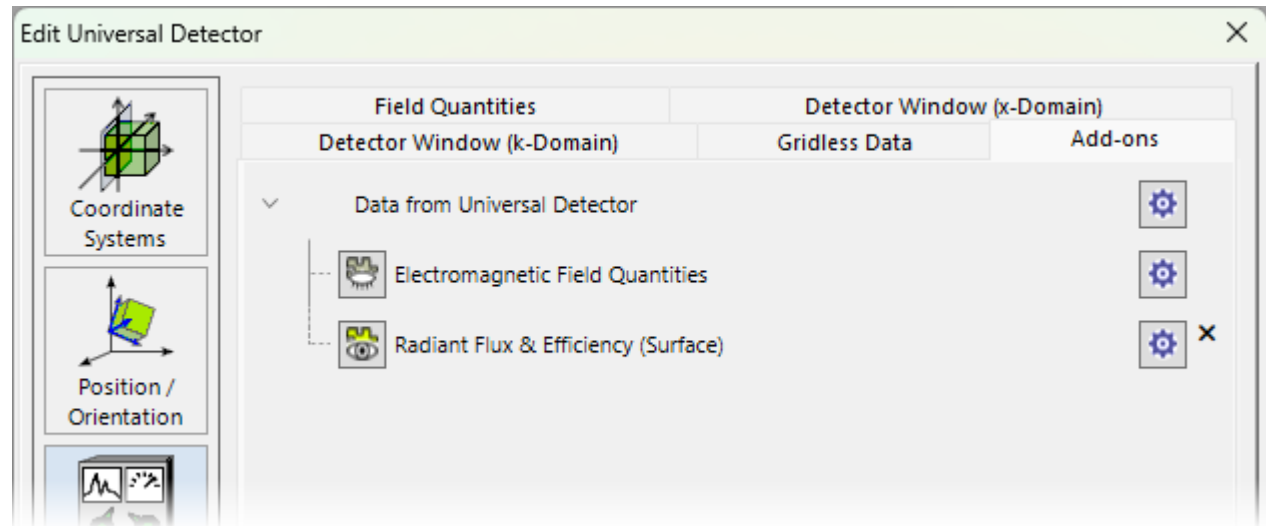 Edit Universal Detector
Coordinate
Systems
Position /
Orientation
Field Quantities
Detector Window (x-Domain)
Detector Window (k-Domain)
Gridless Data
Add-ons
Data from Universal Detector
Electromagnetic Field Quantities
Radiant Flux & Efficiency (Surface)